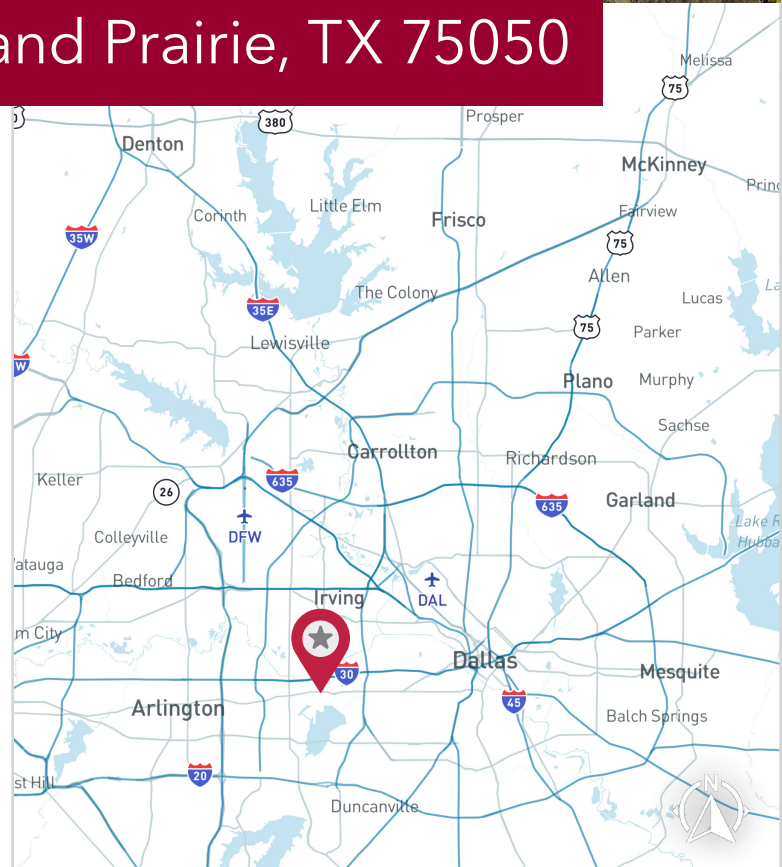 and Prairie, TX 75050
Melissa
75
380
Prosper
Denton
McKinney
Princ
Corinth
Little Elm
Frisco
Fairview
35W
75
Allen
The Colony
Lucas
35E
75
Parker
Lewisville
W
Plano
Murphy
Sachse
Carrollton
Richardson
Keller
26
635
635
Garland
DFW
Colleyville
Lake R
Hubba
atauga
Bedford
DAL
Irving
m City
Dallas
30
Mesquite
45
Arlington
Balch Springs
20
st Hill
Duncanville
N